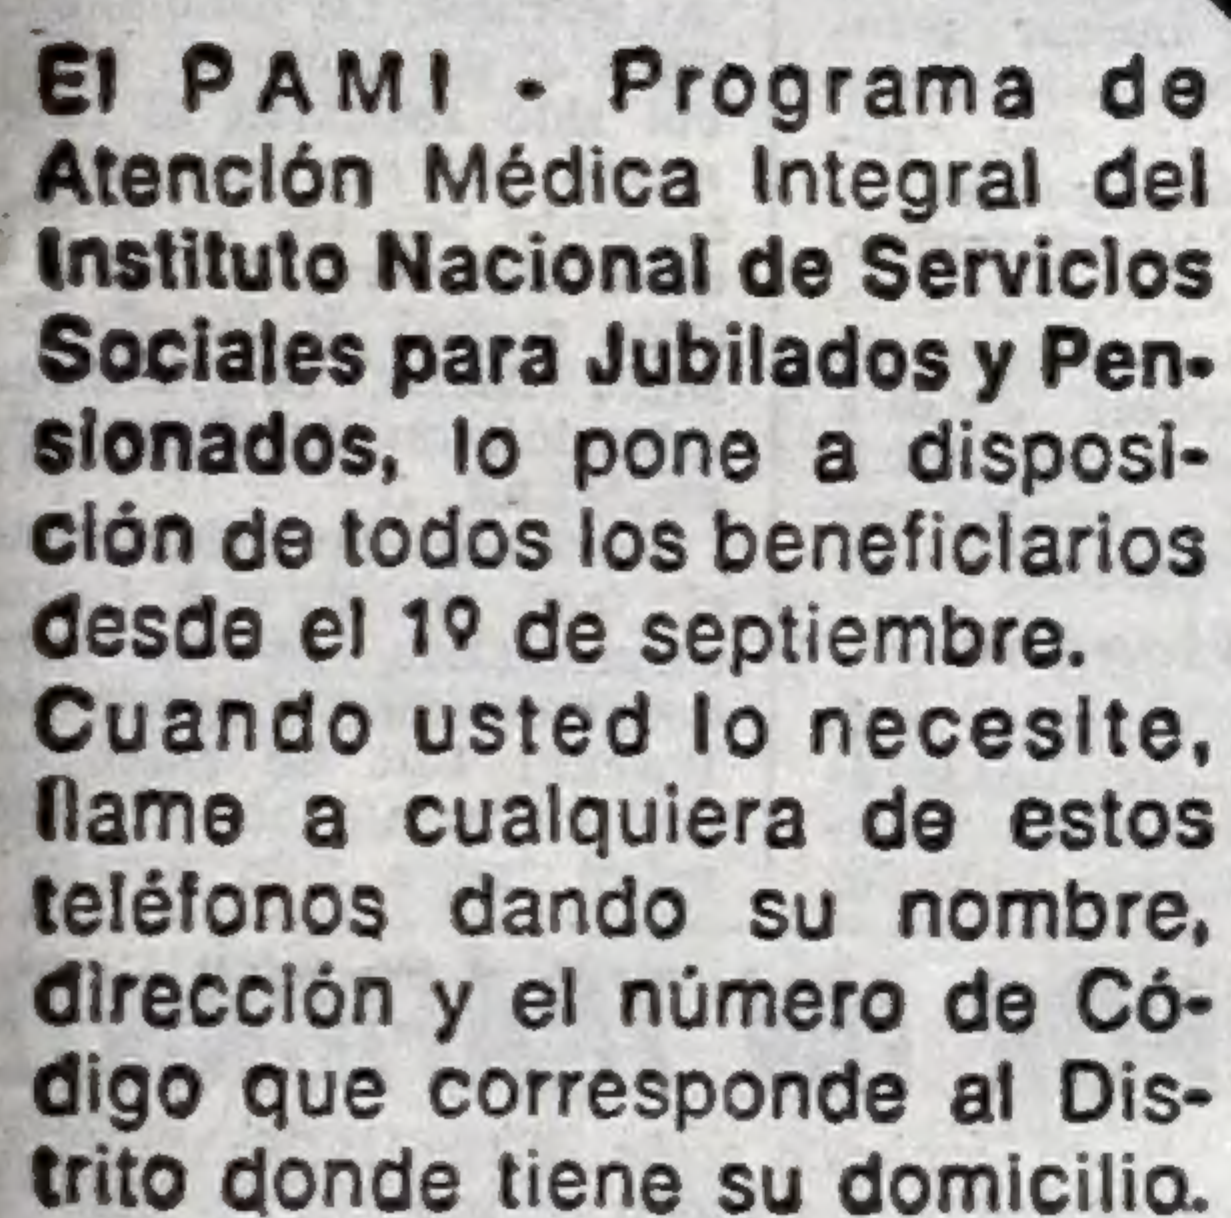 El PAMI - Programa de
Atención Médica Integral del
Instituto Nacional de Servicios
Sociales para Jubilados y Pen-
sionados, lo pone a disposi-
ción de todos los beneficiarios
desde el 1º de septiembre.
Cuando usted lo necesite,
llame a cualquiera de estos
teléfonos dando su nombre,
dirección y el número de Có-
digo que corresponde al Dis-
trito donde tiene su domicilio.